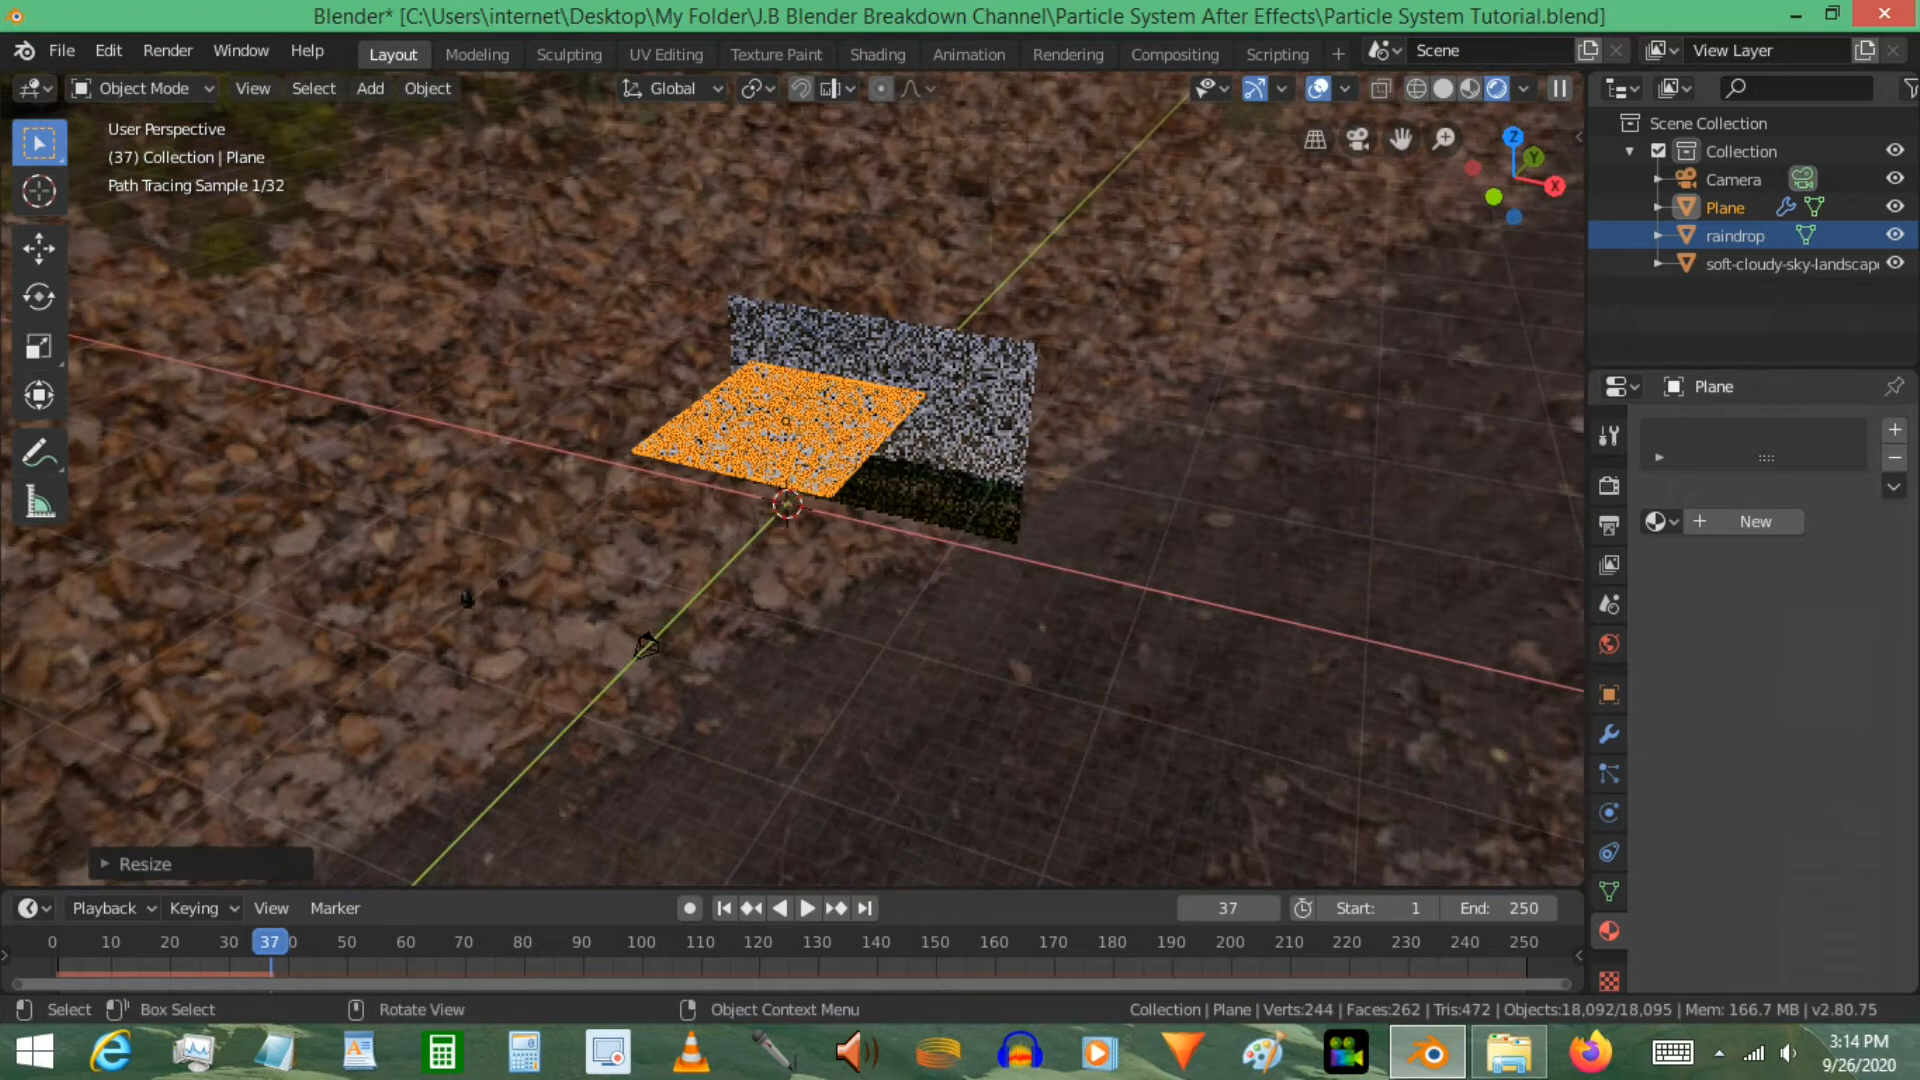 Blender* [C:\Users\internet\Desktop\My Folder\J.B Blender Breakdown Channel\Particle System After Effects\Particle System Tutorial.blend]
File Edit Render Window Help Layout Modeling Sculpting UV Editing Texture Paint Shading Animation Rendering Compositing Scripting + Scene View Layer
Object Mode View Select Add Object Global
User Perspective
(37) Collection | Plane
Path Tracing Sample 1/32
Z
Y
X
Scene Collection
Collection
Camera
Plane
raindrop
soft-cloudy-sky-landscap
Plane
New
Resize
Playback Keying View Marker 37 Start: 1 End: 250
0 10 20 30 37 0 50 60 70 80 90 100 110 120 130 140 150 160 170 180 190 200 210 220 230 240 250
Select Box Select Rotate View Object Context Menu Collection | Plane | Verts:244 | Faces:262 | Tris:472 | Objects:18,092/18,095 | Mem: 166.7 MB | v2.80.75
3:14 PM
9/26/2020